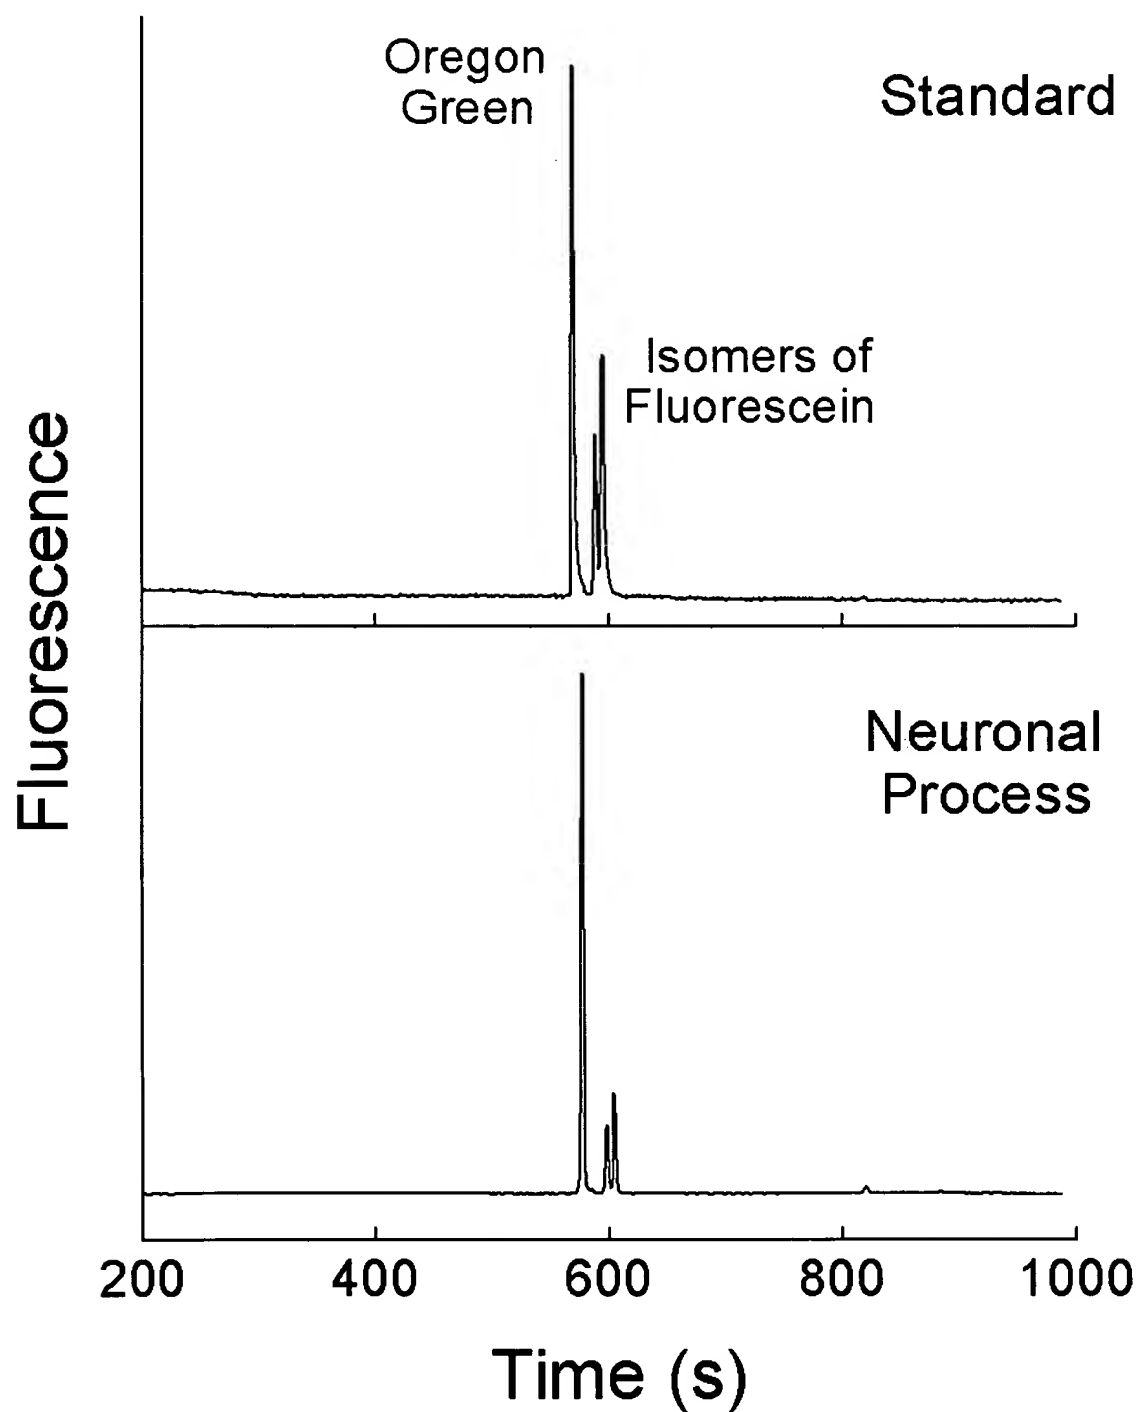 Oregon
Green
Standard
Isomers of
Fluorescein
Fluorescence
Neuronal
Process
200 400 600 800 1000
Time (s)